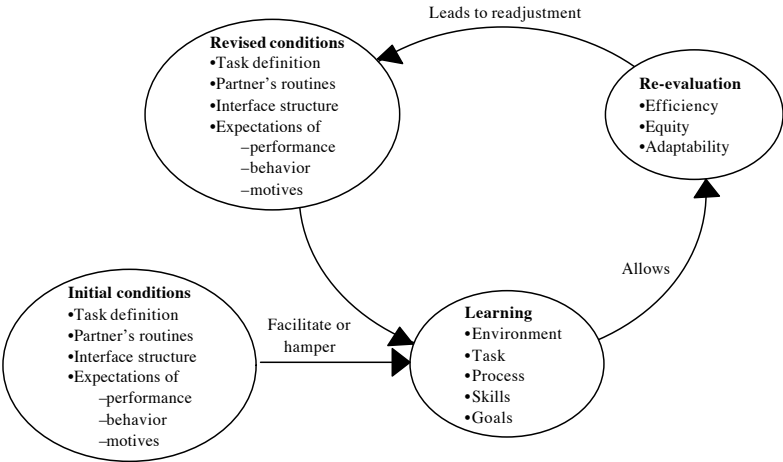 Leads to readjustment
Revised conditions
•Task definition
•Partner’s routines
•Interface structure
•Expectations of
–performance
–behavior
–motives
Re-evaluation
•Efficiency
•Equity
•Adaptability
Allows
Initial conditions
•Task definition
•Partner’s routines
•Interface structure
•Expectations of
–performance
–behavior
–motives
Facilitate or
hamper
Learning
•Environment
•Task
•Process
•Skills
•Goals